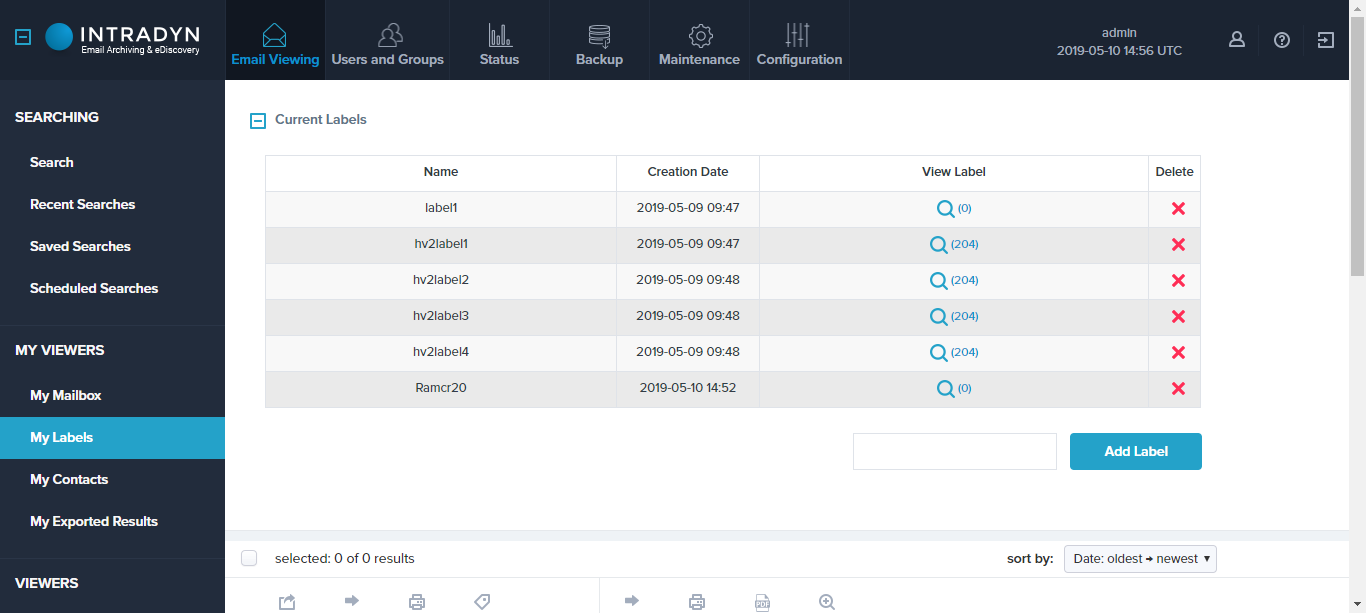 INTRADYN
Email Archiving & eDiscovery
Email Viewing
Users and Groups
Status
Backup
Maintenance
Configuration
admin
2019-05-10 14:56 UTC
SEARCHING
Search
Recent Searches
Saved Searches
Scheduled Searches
MY VIEWERS
My Mailbox
My Labels
My Contacts
My Exported Results
VIEWERS
Current Labels
Name Creation Date View Label Delete
label1 2019-05-09 09:47 (0)
hv2label1 2019-05-09 09:47 (204)
hv2label2 2019-05-09 09:48 (204)
hv2label3 2019-05-09 09:48 (204)
hv2label4 2019-05-09 09:48 (204)
Ramcr20 2019-05-10 14:52 (0)
Add Label
selected: 0 of 0 results
sort by: Date: oldest → newest
PDF